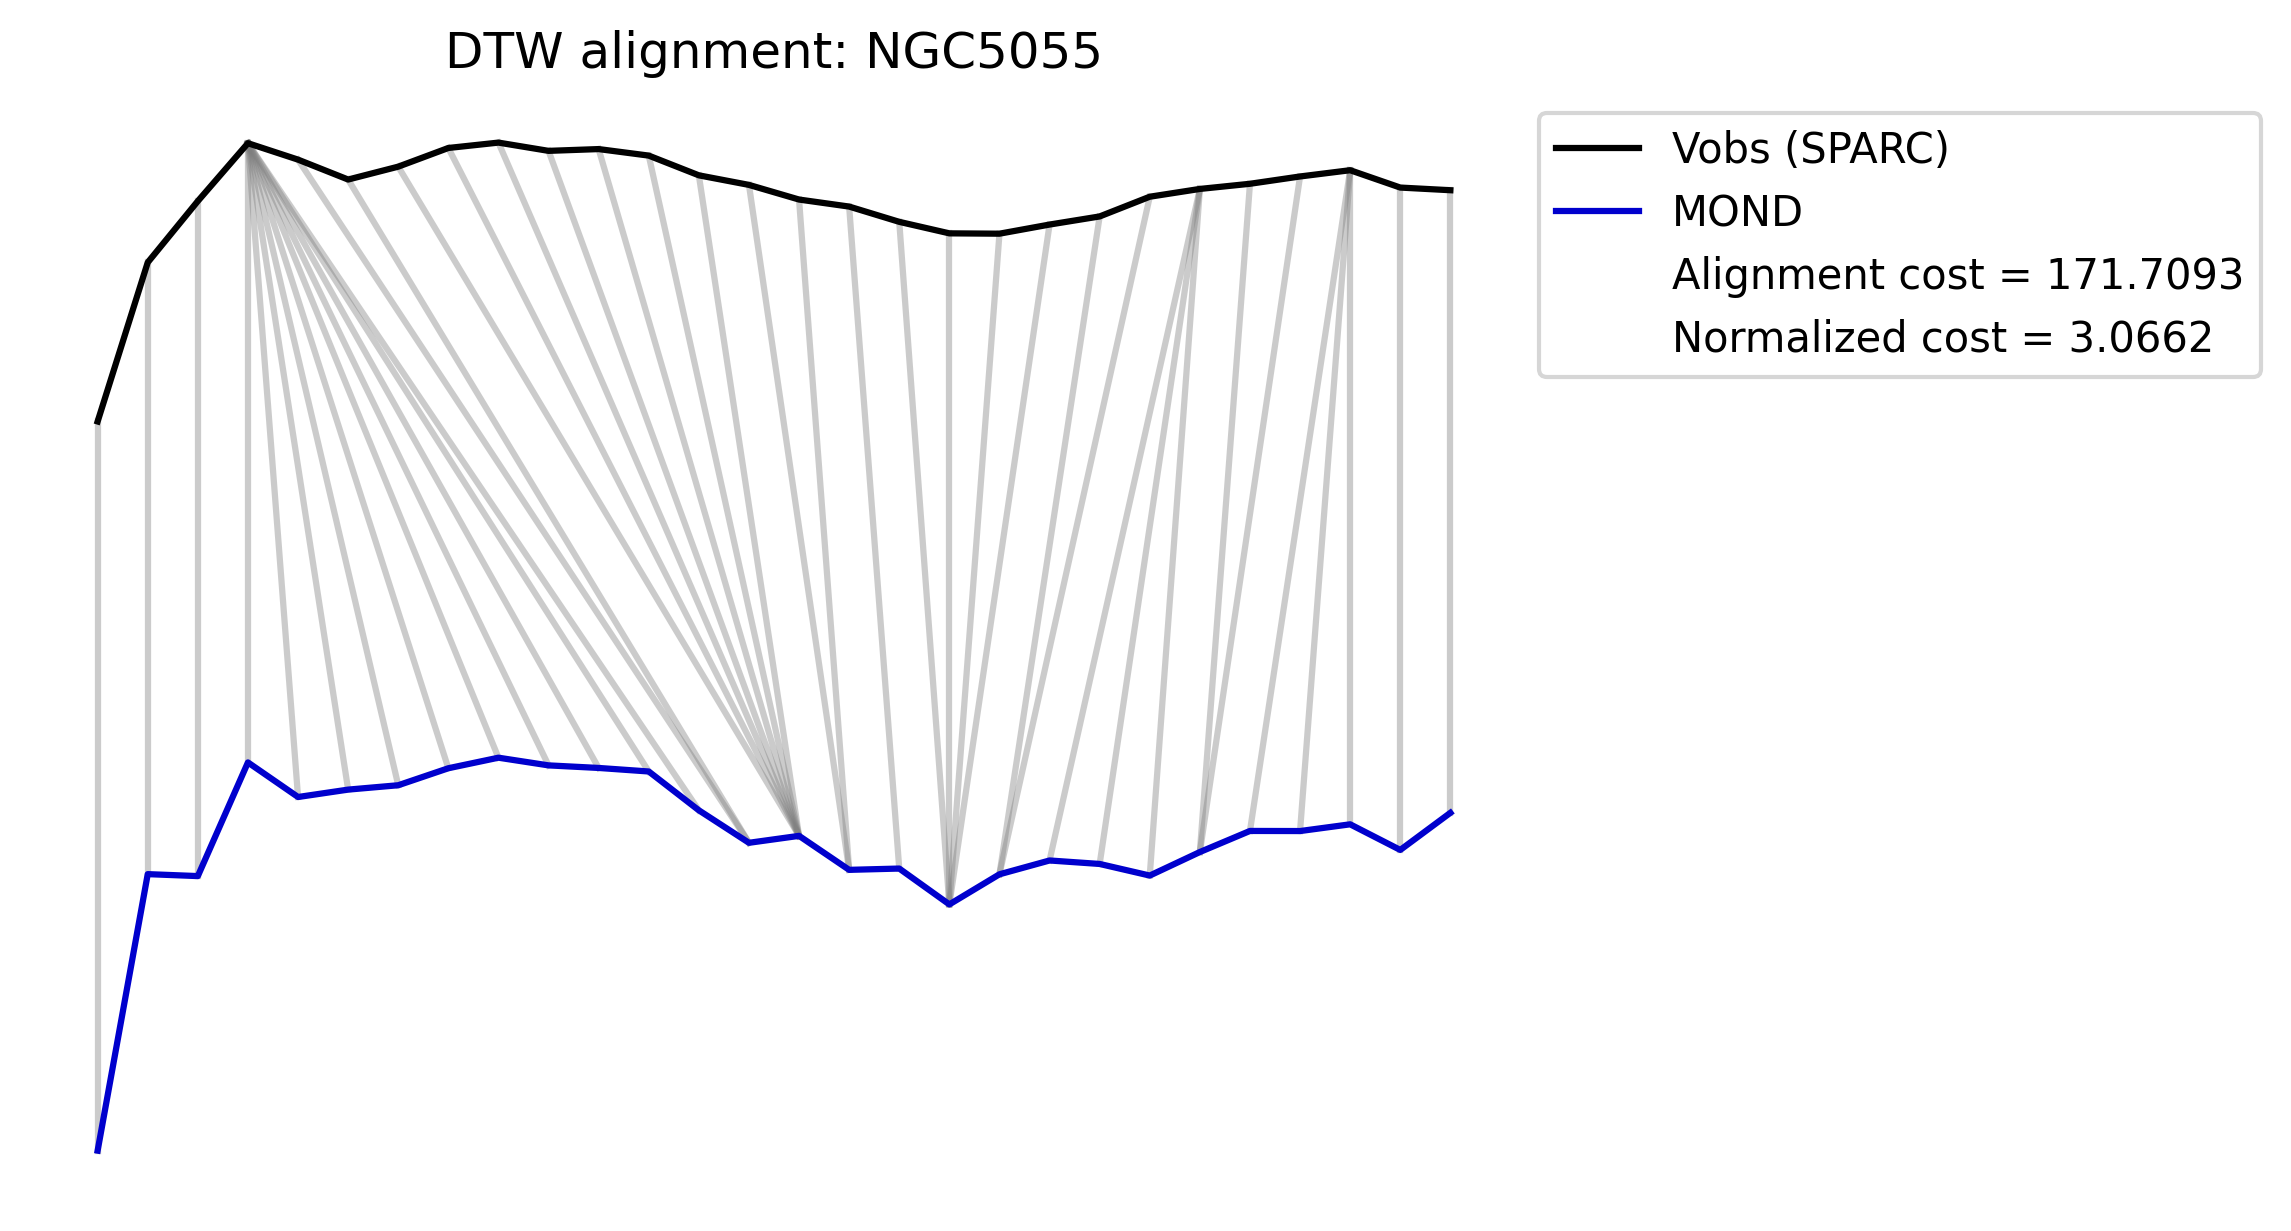 DTW alignment: NGC5055
Vobs (SPARC)
MOND
Alignment cost = 171.7093
Normalized cost = 3.0662